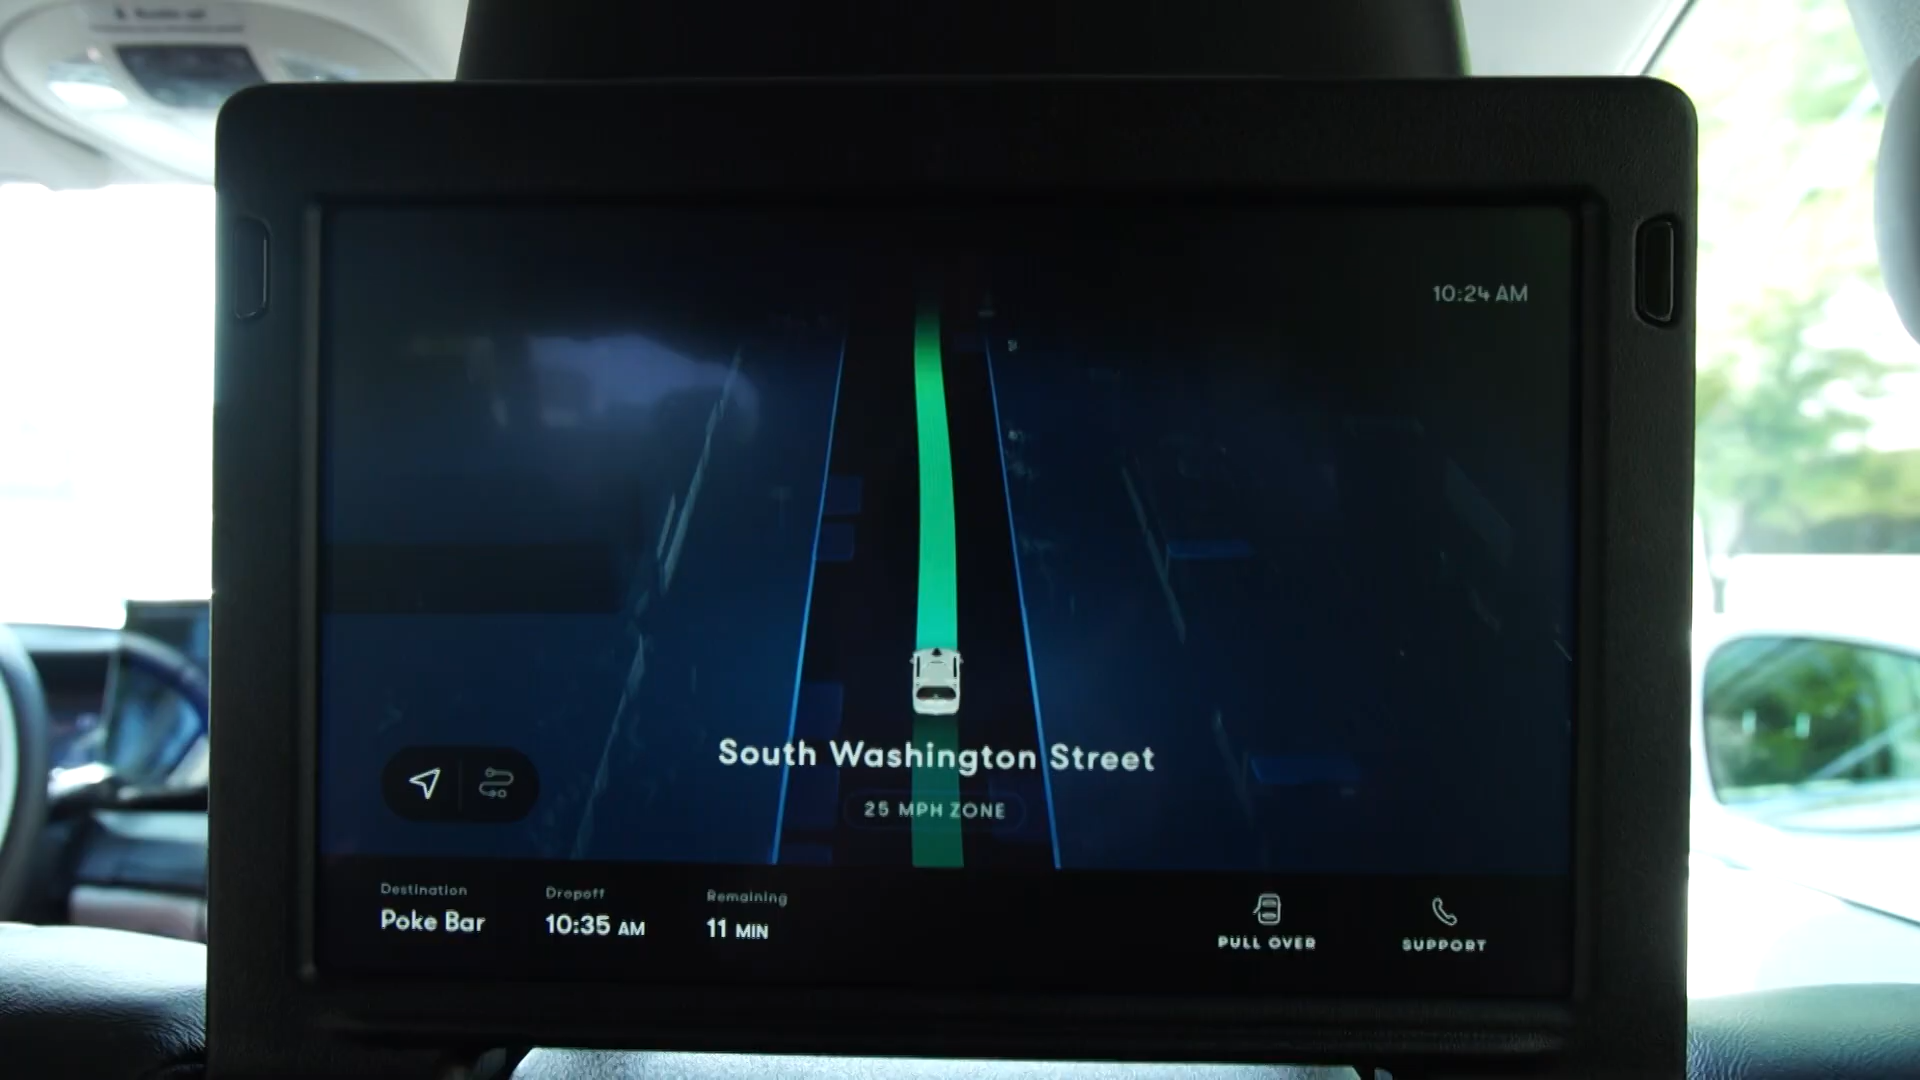 10:24 AM
South Washington Street
25 MPH ZONE
Destination
Poke Bar
Dropoff
10:35 AM
Remaining
11 MIN
PULL OVER
SUPPORT